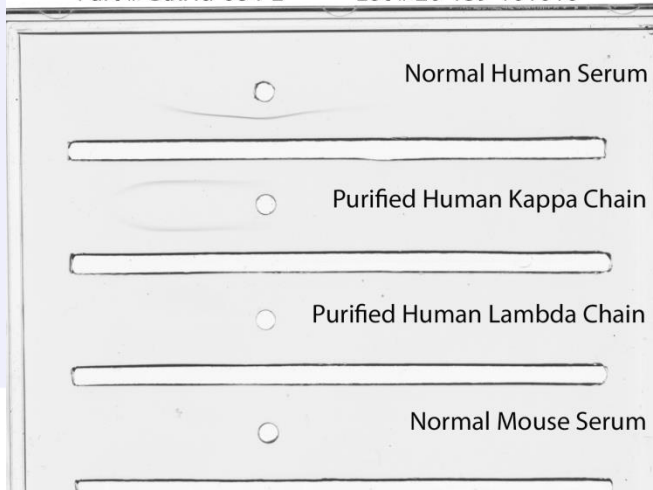 Normal Human Serum
Purified Human Kappa Chain
Purified Human Lambda Chain
Normal Mouse Serum